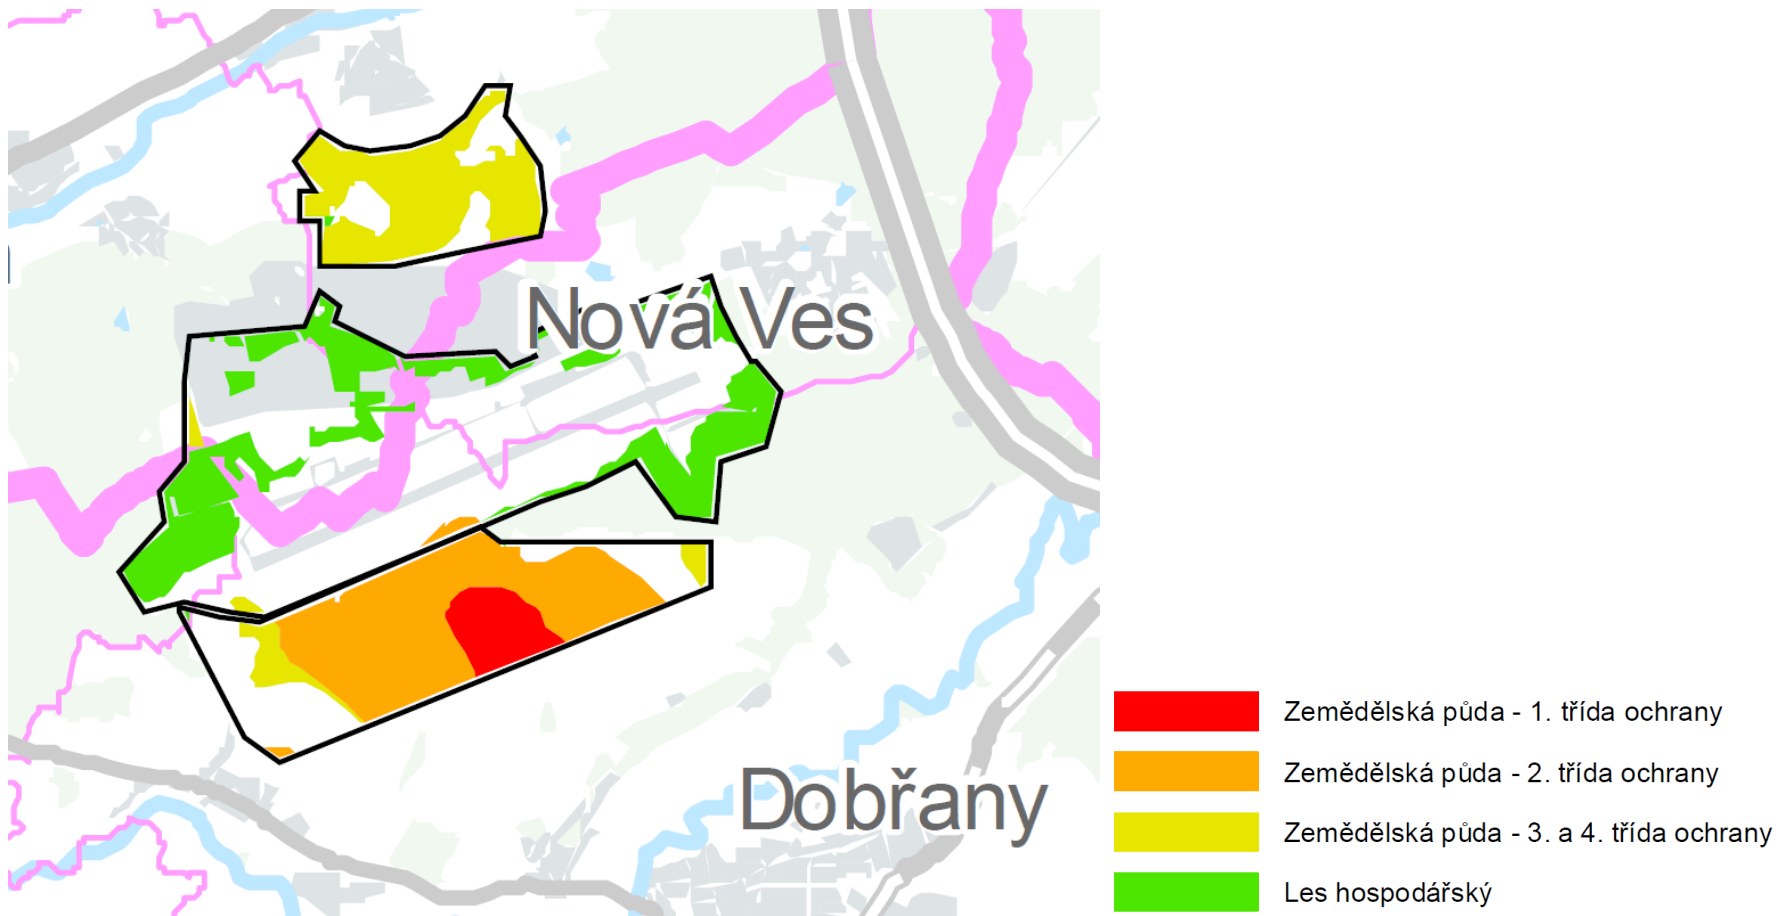 Nová Ves
Dobřany
Zemědělská půda - 1. třída ochrany
Zemědělská půda - 2. třída ochrany
Zemědělská půda - 3. a 4. třída ochrany
Les hospodářský